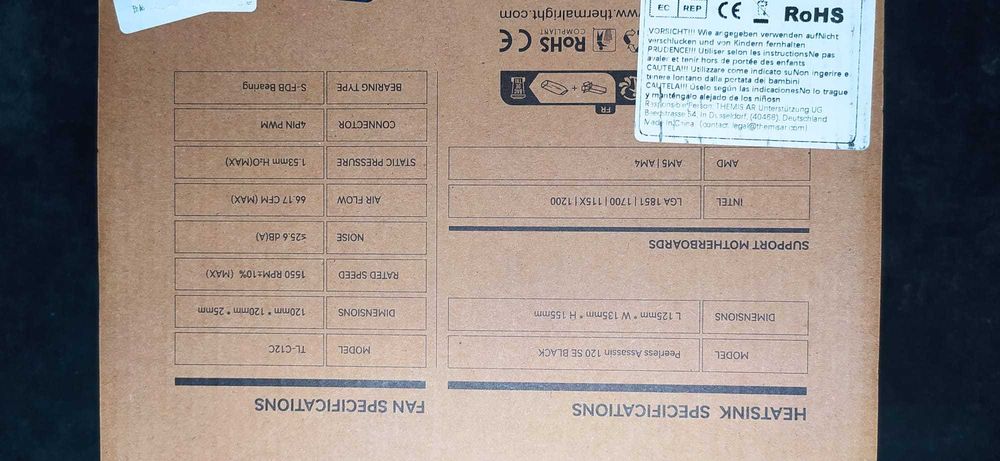 HEATSINK SPECIFICATIONS
MODEL Peerless Assassin 120 SE BLACK
DIMENSIONS L 125mm * W 135mm * H 155mm
SUPPORT MOTHERBOARDS
INTEL LGA 1851 | 1700 | 115X | 1200
AMD AM5 | AM4
FAN SPECIFICATIONS
MODEL TL-C12C
DIMENSIONS 120mm * 120mm * 25mm
RATED SPEED 1550 RPM±10% (MAX)
NOISE ≤25.6 dB(A)
AIR FLOW 66.17 CFM (MAX)
STATIC PRESSURE 1.53mm H₂O(MAX)
CONNECTOR 4PIN PWM
BEARING TYPE S-FDB Bearing
FR
CE RoHS
COMPLIANT
www.thermalright.com
EC REP CE RoHS
VORSICHT!!! Wie angegeben verwenden aufNicht
verschlucken und von Kindern fernhalten
PRUDENCE!!! Utiliser selon les instructionsNe pas
avaler et tenir hors de portée des enfants
CAUTELA!!! Utilizzare come indicato suNon ingerire e
tenere lontano dalla portata dei bambini
CAUTELA!!! Úselo según las indicacionesNo lo trague
y manténgalo alejado de los niñosn
Responsible Person: THEMIS AR Unterstützung UG
54, In Dusseldorf, (40468), Deutschland
Made In China (contact: legal@themisar.com)